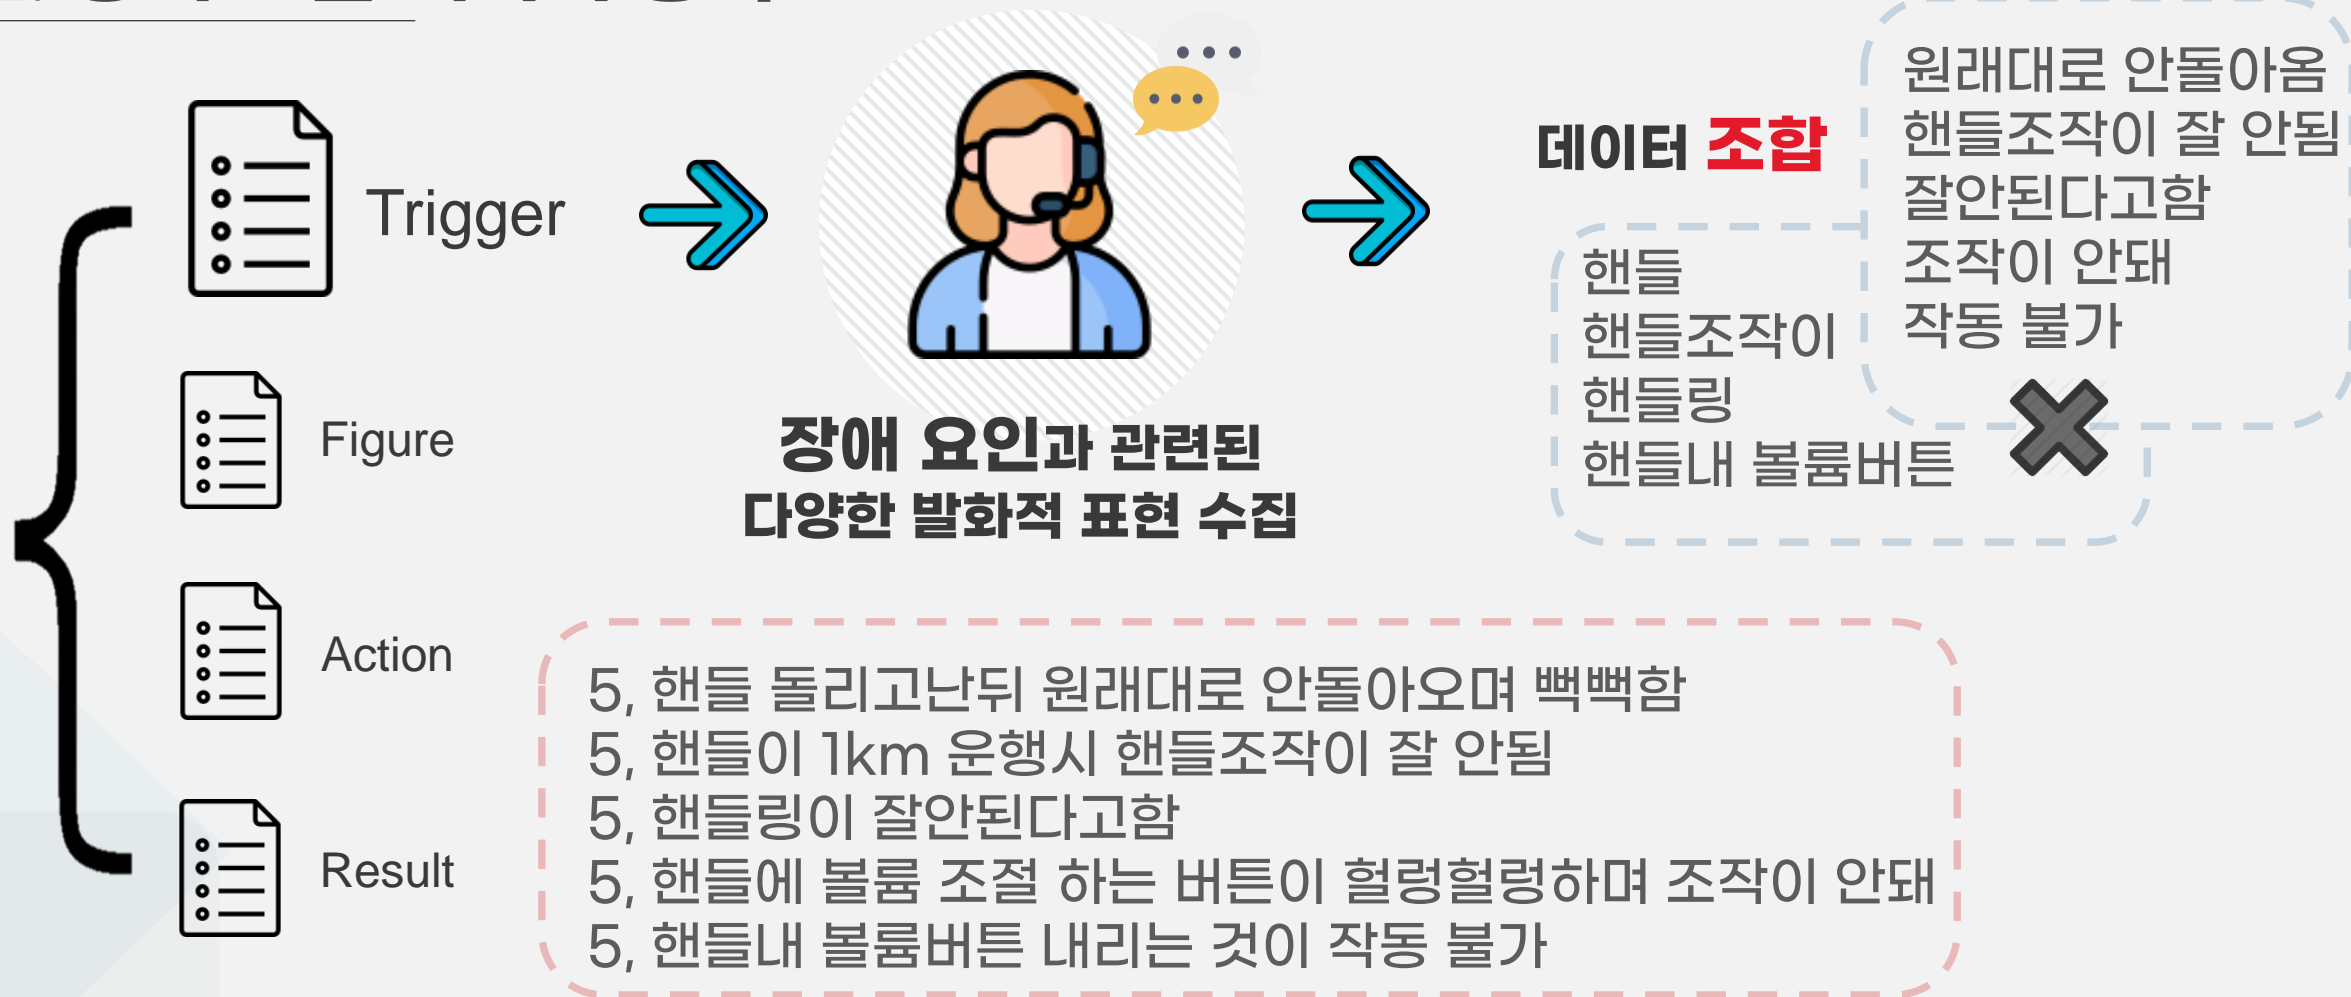 Trigger
Figure
Action
Result
장애 요인과 관련된
다양한 발화적 표현 수집
데이터 조합
핸들
핸들조작이
핸들링
핸들내 볼륨버튼
원래대로 안돌아옴
핸들조작이 잘 안됨
잘안된다고함
조작이 안돼
작동 불가
5, 핸들 돌리고난뒤 원래대로 안돌아오며 뻑뻑함
5, 핸들이 1km 운행시 핸들조작이 잘 안됨
5, 핸들링이 잘안된다고함
5, 핸들에 볼륨 조절 하는 버튼이 헐렁헐렁하며 조작이 안돼
5, 핸들내 볼륨버튼 내리는 것이 작동 불가